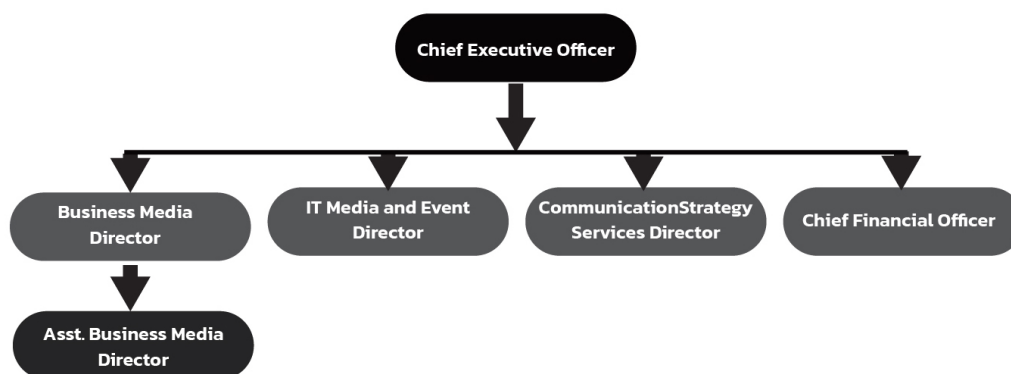 Chief Executive Officer
Business Media
Director
IT Media and Event
Director
CommunicationStrategy
Services Director
Chief Financial Officer
Asst. Business Media
Director